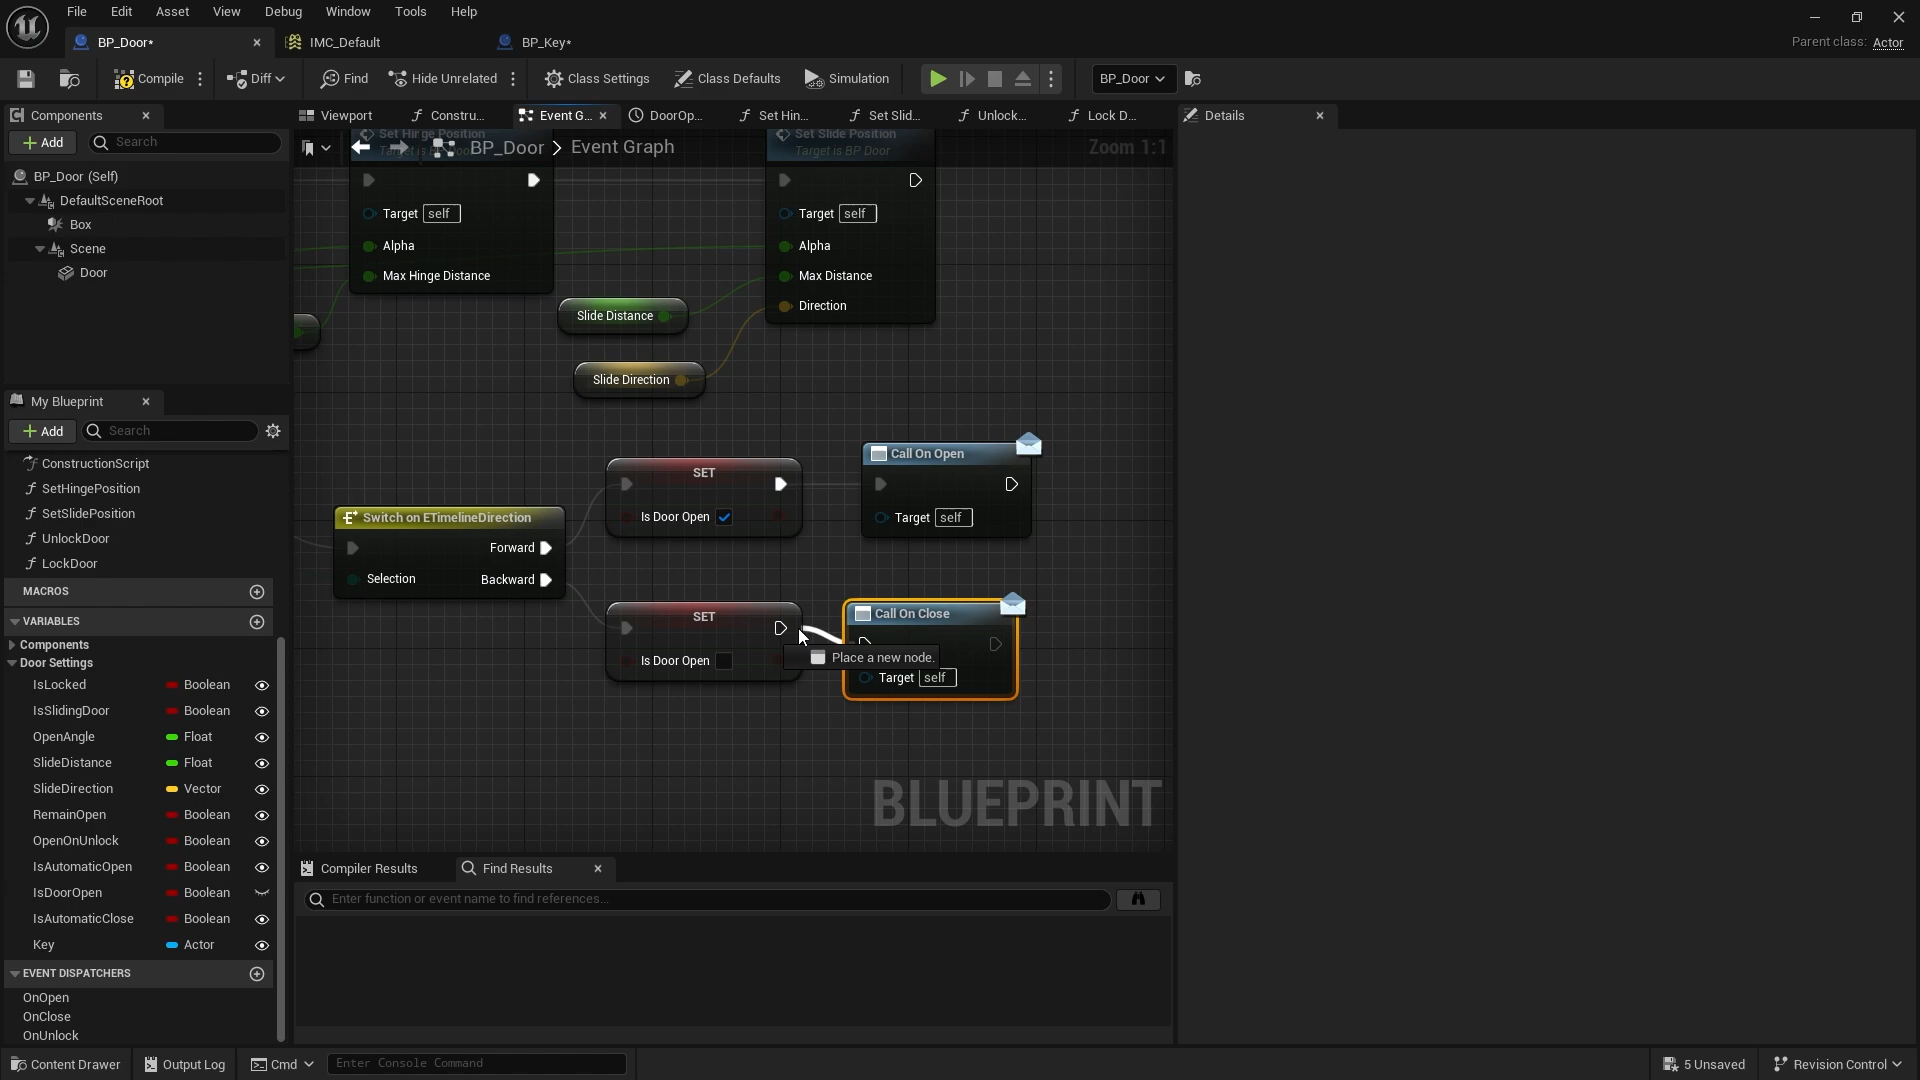 File Edit Asset View Debug Window Tools Help
BP_Door* IMC_Default BP_Key*
Parent class: Actor
Compile Diff Find Hide Unrelated Class Settings Class Defaults Simulation BP_Door
Components
Add Search
BP_Door (Self)
DefaultSceneRoot
Box
Scene
Door
My Blueprint
Add Search
ConstructionScript
SetHingePosition
SetSlidePosition
UnlockDoor
LockDoor
MACROS
VARIABLES
Components
Door Settings
IsLocked Boolean
IsSlidingDoor Boolean
OpenAngle Float
SlideDistance Float
SlideDirection Vector
RemainOpen Boolean
OpenOnUnlock Boolean
IsAutomaticOpen Boolean
IsDoorOpen Boolean
IsAutomaticClose Boolean
Key Actor
EVENT DISPATCHERS
OnOpen
OnClose
OnUnlock
Viewport Constru... Event G... DoorOp... Set Hin... Set Slid... Unlock... Lock D...
BP_Door > Event Graph
Zoom 1:1
Set Hinge Position
Target self
Alpha
Max Hinge Distance
Set Slide Position
Target is BP Door
Target self
Alpha
Max Distance
Direction
Slide Distance
Slide Direction
Switch on ETimelineDirection
Forward
Selection Backward
SET
Is Door Open
Call On Open
Target self
SET
Is Door Open
Call On Close
Place a new node.
Target self
BLUEPRINT
Compiler Results Find Results
Enter function or event name to find references...
Details
Content Drawer Output Log Cmd Enter Console Command 5 Unsaved Revision Control